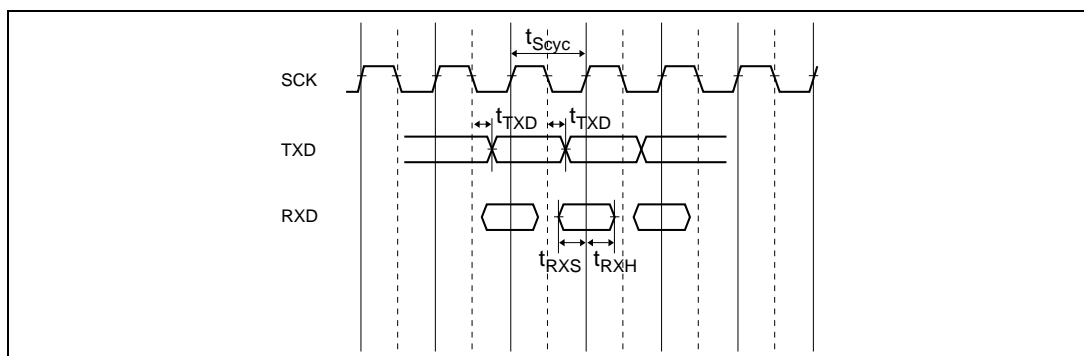 tScyc
SCK
tTXD tTXD
TXD
RXD
tRXS tRXH